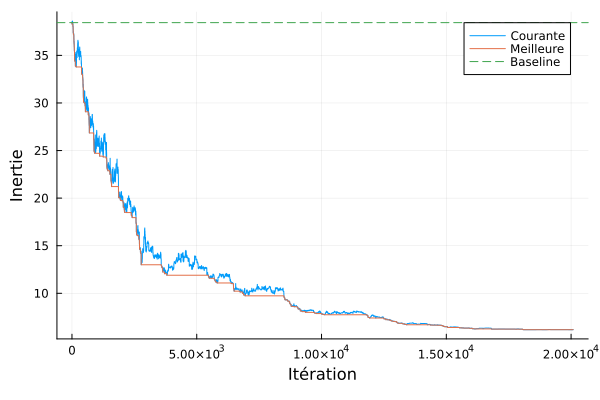 Courante
Meilleure
Baseline
Inertie
35
30
25
20
15
10
0
5.00×10³
1.00×10⁴
1.50×10⁴
2.00×10⁴
Itération